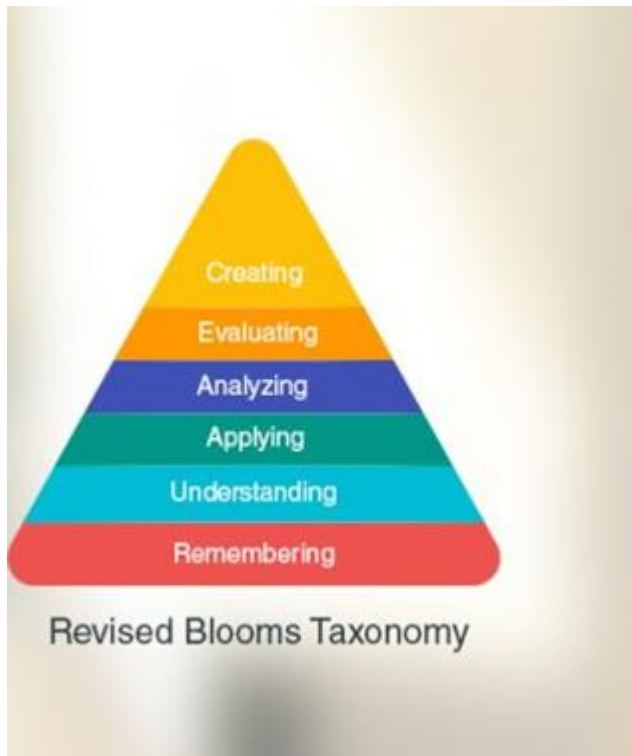 Creating
Evaluating
Analyzing
Applying
Understanding
Remembering
Revised Blooms Taxonomy